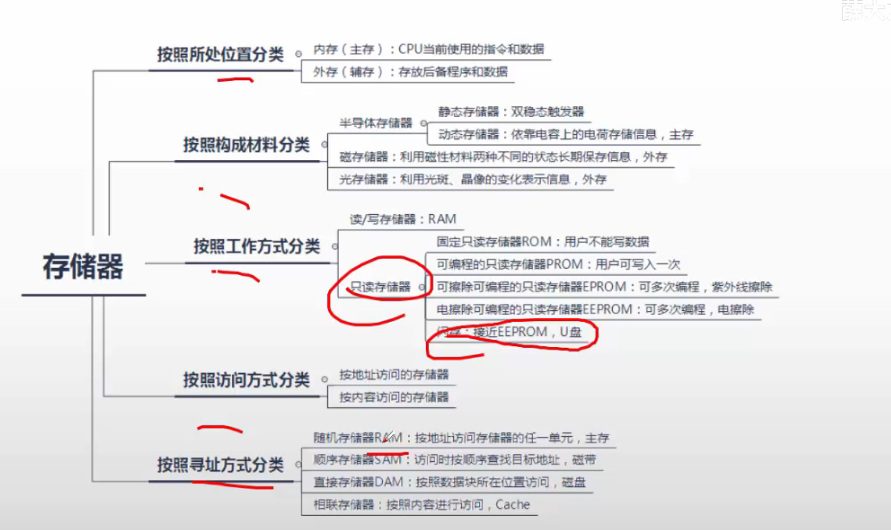 存储器
按照所处位置分类
内存（主存）：CPU当前使用的指令和数据
外存（辅存）：存放后备程序和数据
按照构成材料分类
半导体存储器
静态存储器：双稳态触发器
动态存储器：依靠电容上的电荷存储信息，主存
磁存储器：利用磁性材料两种不同的状态长期保存信息，外存
光存储器：利用光斑、晶像的变化表示信息，外存
按照工作方式分类
读/写存储器：RAM
只读存储器
固定只读存储器ROM：用户不能写数据
可编程的只读存储器PROM：用户可写入一次
可擦除可编程的只读存储器EPROM：可多次编程，紫外线擦除
电擦除可编程的只读存储器EEPROM：可多次编程，电擦除
闪存：接近EEPROM，U盘
按照访问方式分类
按地址访问的存储器
按内容访问的存储器
按照寻址方式分类
随机存储器RAM：按地址访问存储器的任一单元，主存
顺序存储器SAM：访问时按顺序查找目标地址，磁带
直接存储器DAM：按照数据块所在位置访问，磁盘
相联存储器：按照内容进行访问，Cache